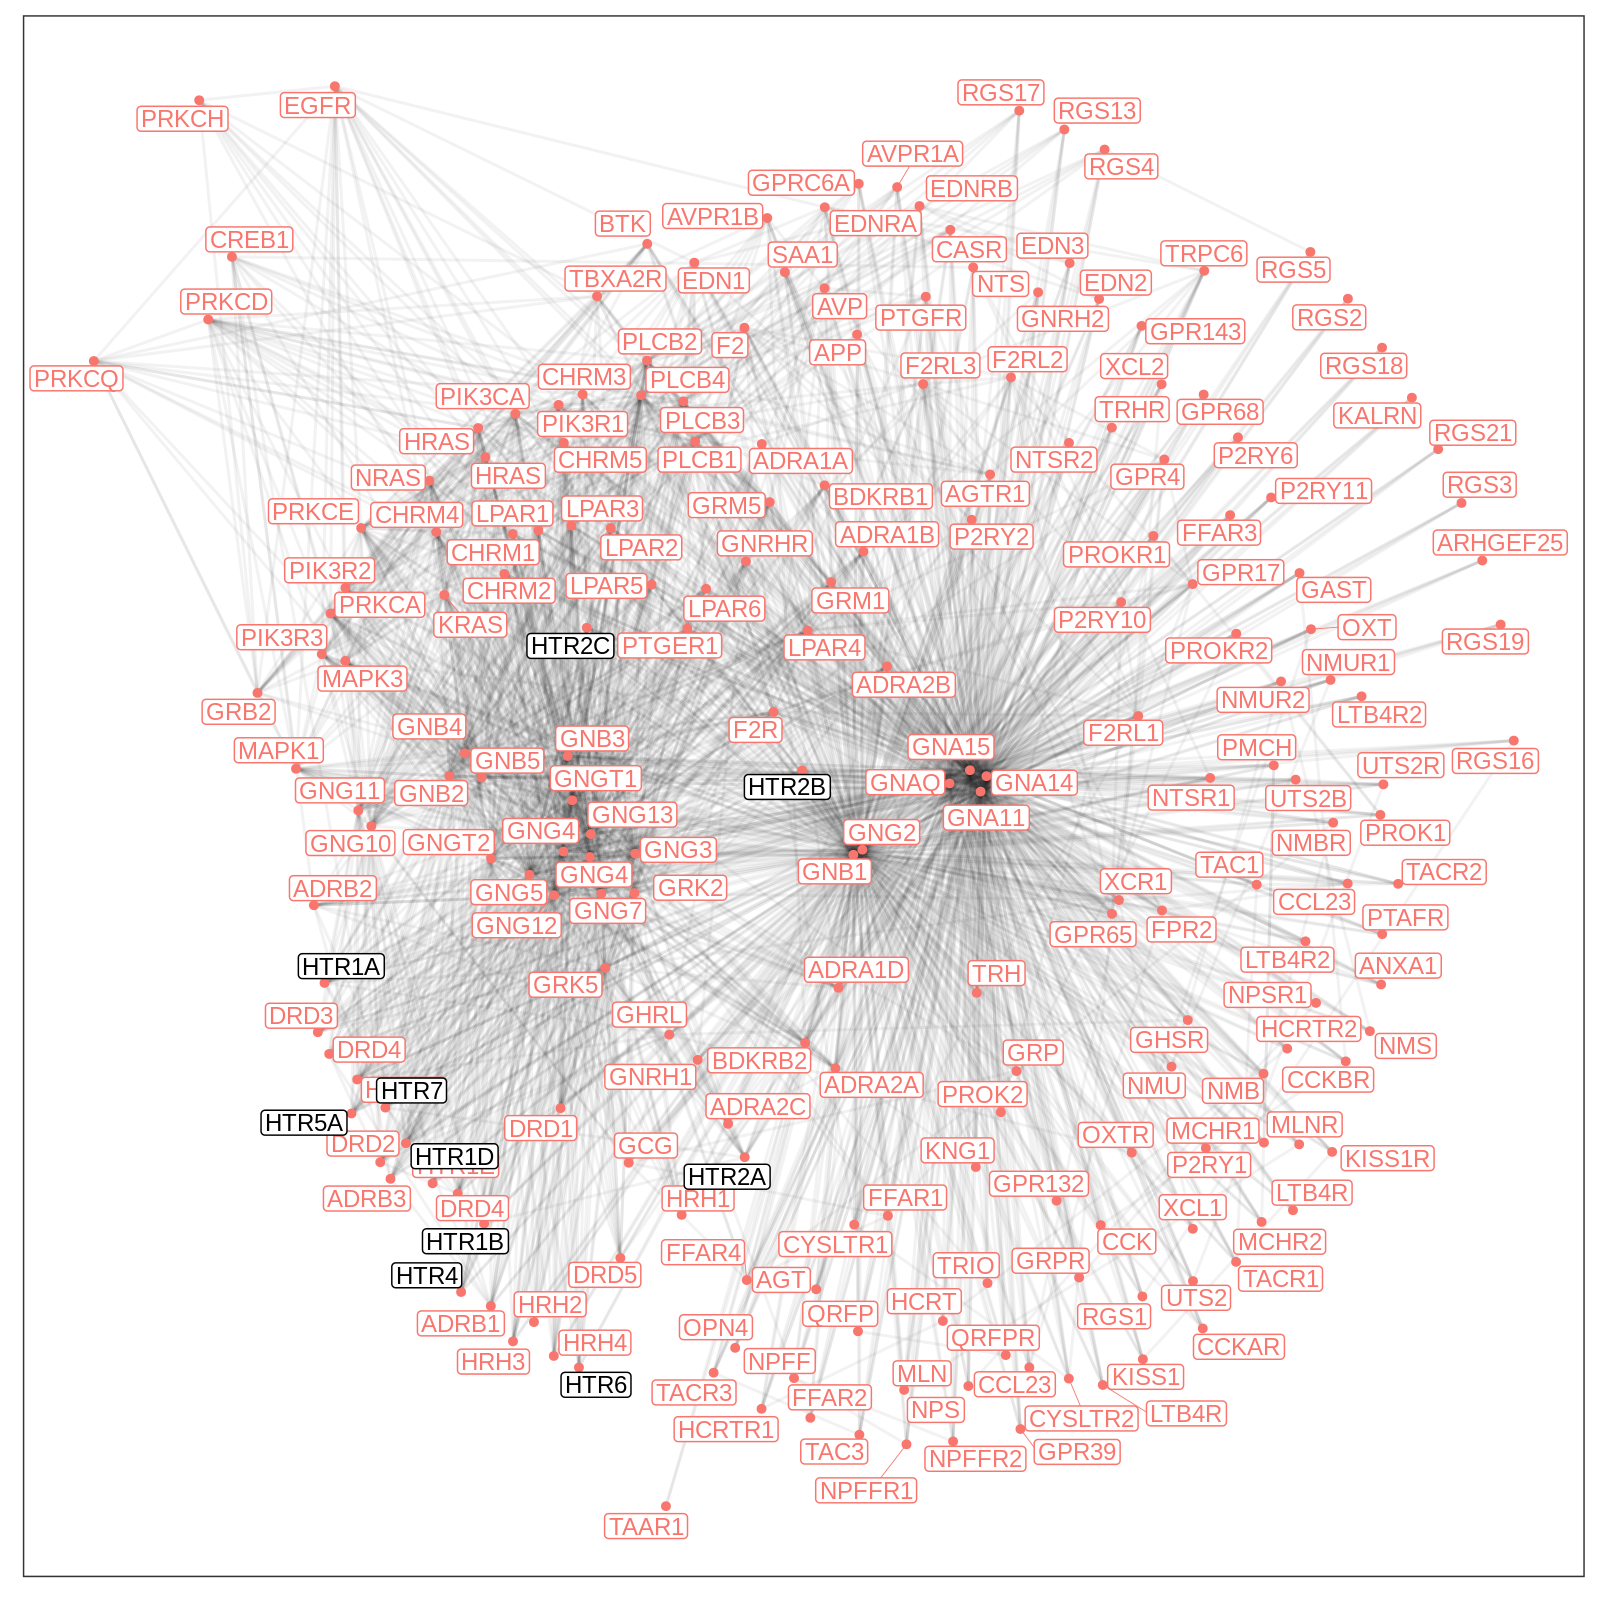 RGS17
PRKCH
EGFR
RGS13
AVPR1A
RGS4
GPRC6A
EDNRB
AVPR1B
BTK
EDNRA
CREB1
CASR
EDN3
SAA1
TRPC6
RGS5
TBXA2R
EDN1
NTS
EDN2
PRKCD
AVP
PTGFR
GNRH2
RGS2
GPR143
PLCB2
F2
APP
F2RL3
F2RL2
XCL2
RGS18
PRKCQ
CHRM3
PLCB4
PIK3CA
TRHR
GPR68
KALRN
PIK3R1
PLCB3
HRAS
RGS21
CHRM5
PLCB1
ADRA1A
NTSR2
P2RY6
NRAS
HRAS
GPR4
RGS3
PRKCE
CHRM4
LPAR1
LPAR3
GRM5
BDKRB1
AGTR1
P2RY11
FFAR3
ARHGEF25
CHRM1
LPAR2
GNRHR
ADRA1B
P2RY2
PROKR1
PIK3R2
GPR17
CHRM2
LPAR5
GAST
PRKCA
LPAR6
GRM1
P2RY10
KRAS
OXT
PIK3R3
HTR2C
PTGER1
LPAR4
PROKR2
RGS19
NMUR1
MAPK3
ADRA2B
NMUR2
GRB2
LTB4R2
GNB4
F2R
F2RL1
MAPK1
GNB3
GNA15
PMCH
GNB5
UTS2R
RGS16
GNG11
GNB2
GNGT1
HTR2B
GNAQ
GNA14
NTSR1
UTS2B
GNG13
GNA11
GNG10
GNGT2
GNG4
GNG2
NMBR
PROK1
GNG3
TAC1
GNG4
GNB1
TACR2
ADRB2
GNG5
GRK2
XCR1
CCL23
GNG7
GNG12
GPR65
FPR2
PTAFR
HTR1A
ADRA1D
TRH
LTB4R2
ANXA1
GRK5
NPSR1
DRD3
GHRL
HCRTR2
DRD4
GRP
GHSR
NMS
BDKRB2
GNRH1
ADRA2A
NMU
NMB
CCKBR
HTR7
PROK2
HTR5A
ADRA2C
DRD1
MLNR
DRD2
GCG
OXTR
MCHR1
HTR1D
KNG1
P2RY1
KISS1R
HTR2A
ADRB3
HRH1
FFAR1
GPR132
LTB4R
DRD4
XCL1
HTR1B
FFAR4
CYSLTR1
CCK
MCHR2
HTR4
DRD5
AGT
TRIO
GRPR
TACR1
HRH2
HCRT
UTS2
ADRB1
QRFP
RGS1
OPN4
HRH4
QRFPR
CCKAR
HRH3
NPFF
MLN
HTR6
TACR3
CCL23
KISS1
FFAR2
NPS
HCRTR1
CYSLTR2
LTB4R
TAC3
NPFFR2
GPR39
NPFFR1
TAAR1